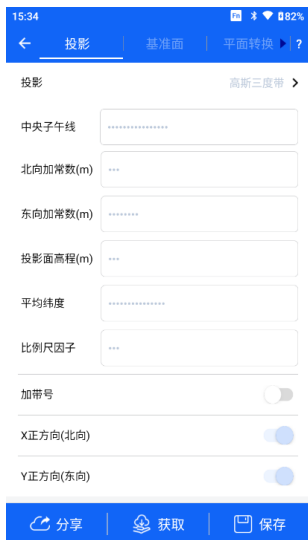 15:34 Fn 82%
投影 基准面 平面转换 ?
投影 高斯三度带
中央子午线 ***************
北向加常数(m) ***
东向加常数(m) ********
投影面高程(m) ***
平均纬度 ***************
比例尺因子 ***
加带号
X正方向(北向)
Y正方向(东向)
分享 获取 保存